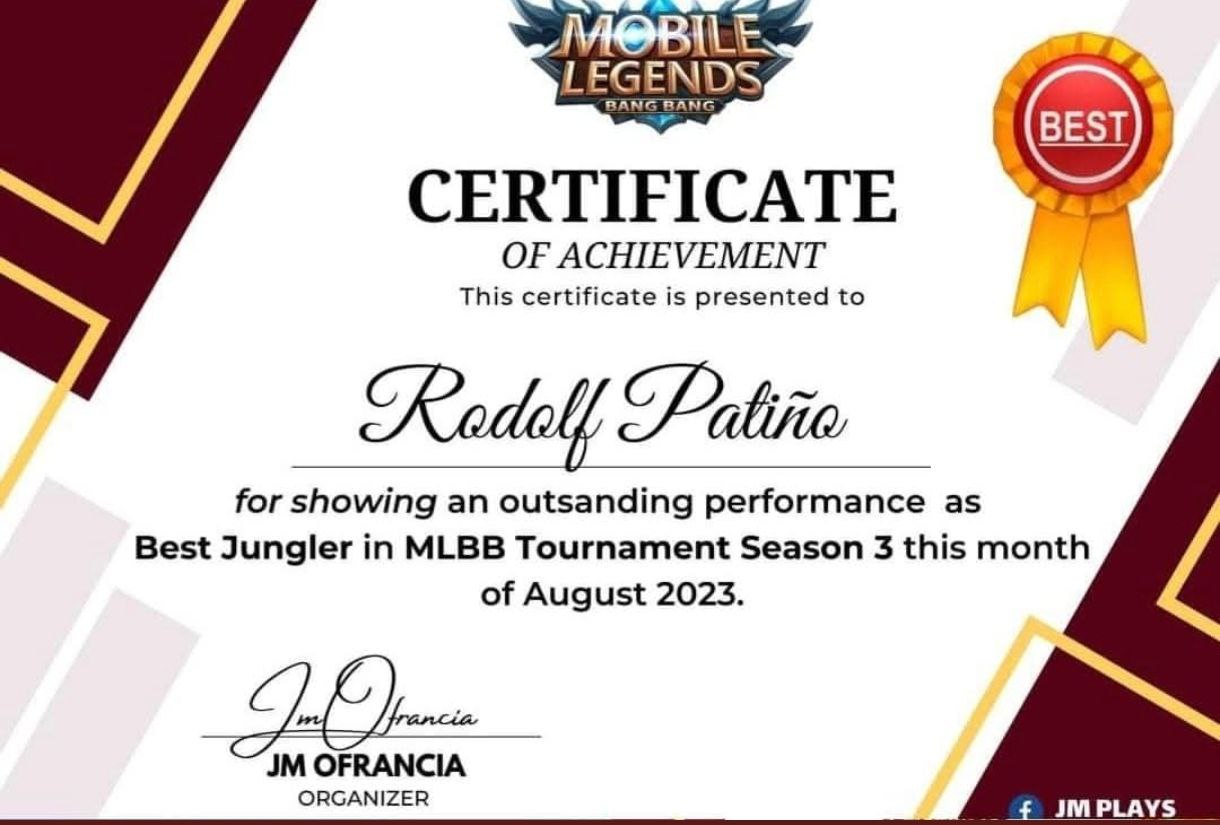 MOBILE
LEGENDS
BANG BANG
BEST
CERTIFICATE
OF ACHIEVEMENT
This certificate is presented to
Rodolf Patiño
for showing an outsanding performance as
Best Jungler in MLBB Tournament Season 3 this month
of August 2023.
Jm Ofrancia
JM OFRANCIA
ORGANIZER
f JM PLAYS